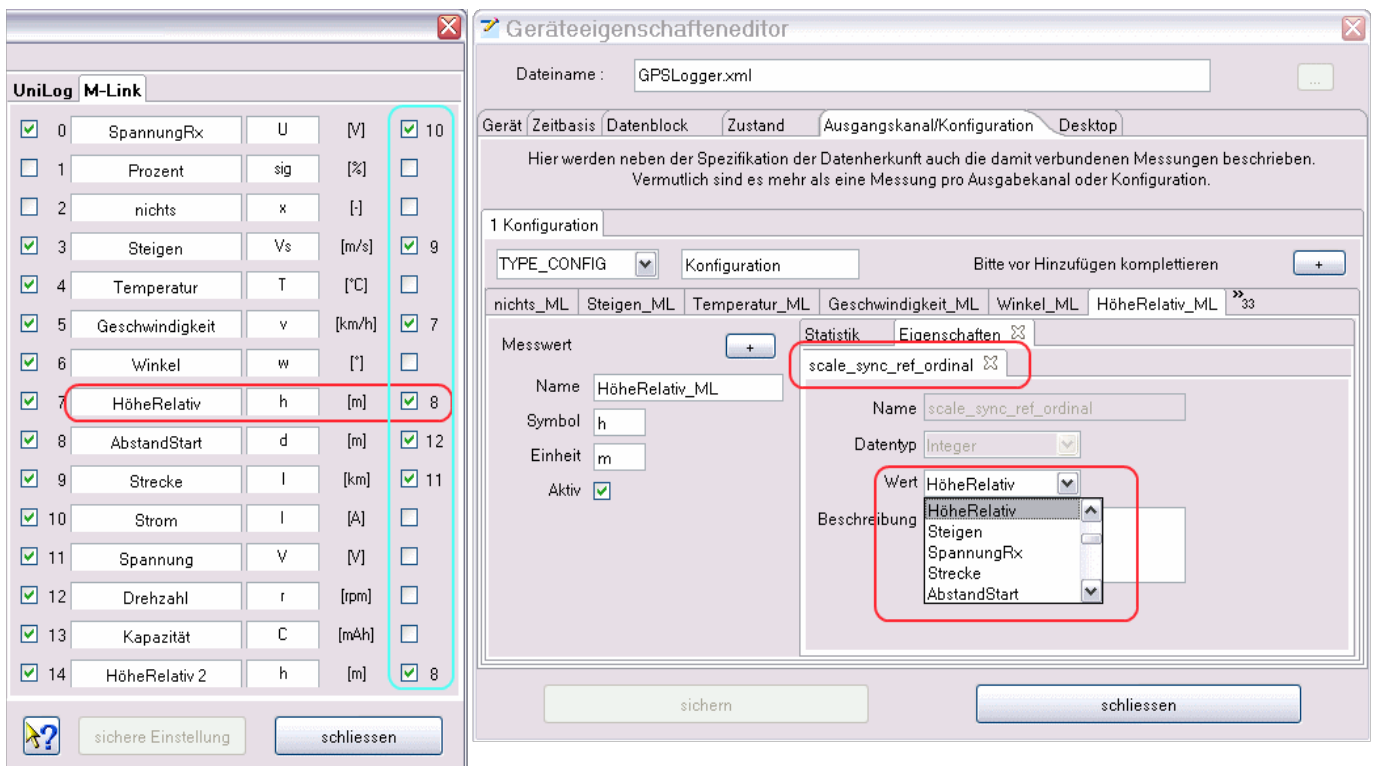 UniLog M-Link
0 SpannungRx U [V] 10
1 Prozent sig [%]
2 nichts x [-]
3 Steigen Vs [m/s] 9
4 Temperatur T [°C]
5 Geschwindigkeit v [km/h] 7
6 Winkel w [°]
7 HöheRelativ h [m] 8
8 AbstandStart d [m] 12
9 Strecke l [km] 11
10 Strom I [A]
11 Spannung V [V]
12 Drehzahl r [rpm]
13 Kapazität C [mAh]
14 HöheRelativ 2 h [m] 8
? sichere Einstellung schliessen
Geräteeigenschafteneditor
Dateiname : GPSLogger.xml ...
Gerät Zeitbasis Datenblock Zustand Ausgangskanal/Konfiguration Desktop
Hier werden neben der Spezifikation der Datenherkunft auch die damit verbundenen Messungen beschrieben.
Vermutlich sind es mehr als eine Messung pro Ausgabekanal oder Konfiguration.
1 Konfiguration
TYPE_CONFIG Konfiguration Bitte vor Hinzufügen komplettieren +
nichts_ML Steigen_ML Temperatur_ML Geschwindigkeit_ML Winkel_ML HöheRelativ_ML »33
Messwert +
Name HöheRelativ_ML
Symbol h
Einheit m
Aktiv
Statistik Eigenschaften
scale_sync_ref_ordinal
Name scale_sync_ref_ordinal
Datentyp Integer
Wert HöheRelativ
Beschreibung
HöheRelativ
Steigen
SpannungRx
Strecke
AbstandStart
sichern schliessen